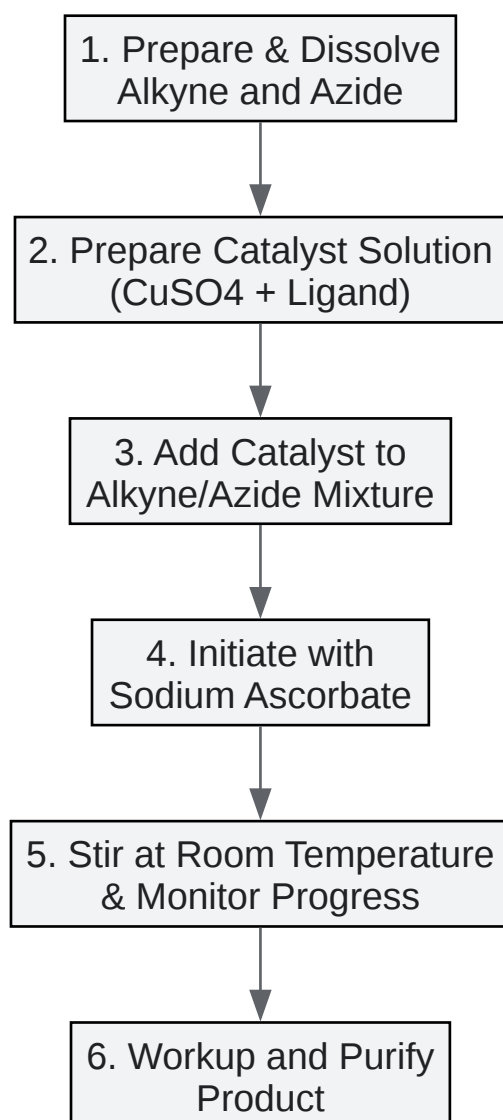 1. Prepare & Dissolve
Alkyne and Azide
2. Prepare Catalyst Solution
(CuSO4 + Ligand)
3. Add Catalyst to
Alkyne/Azide Mixture
4. Initiate with
Sodium Ascorbate
5. Stir at Room Temperature
& Monitor Progress
6. Workup and Purify
Product